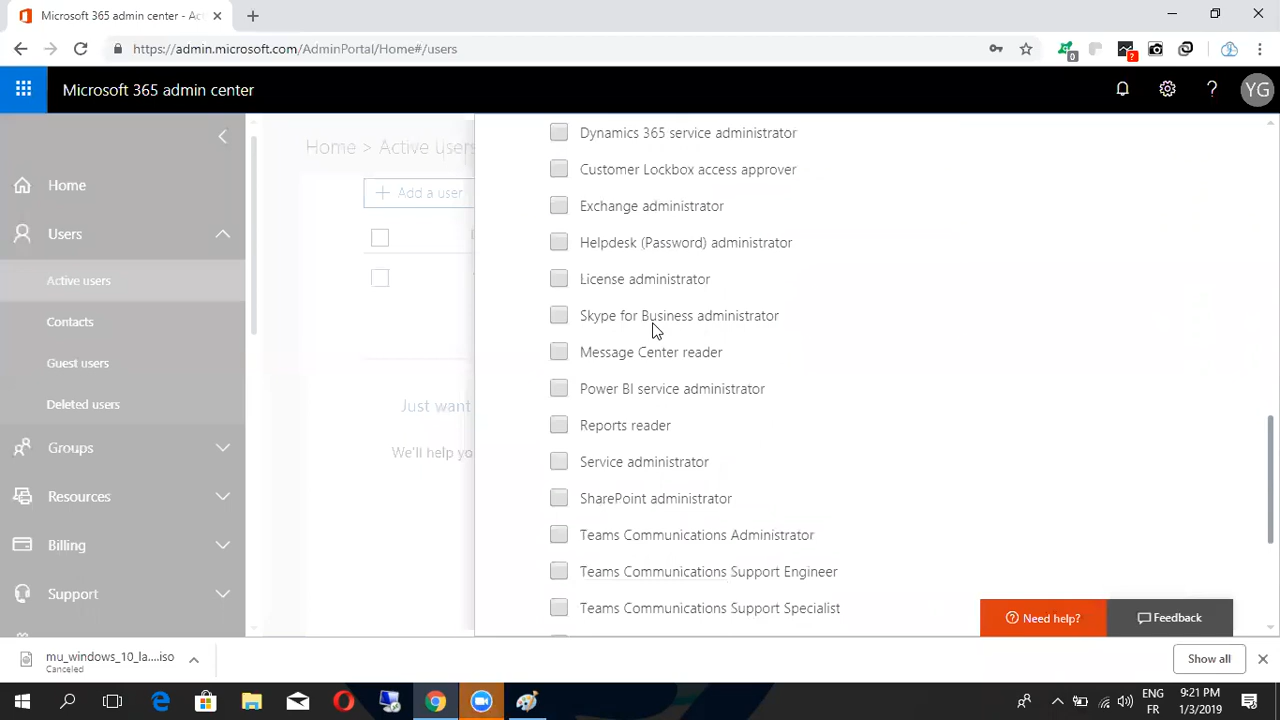 Microsoft 365 admin center - Ac
https://admin.microsoft.com/AdminPortal/Home#/users
0
?
Microsoft 365 admin center
?
YG
Home
Users
Active users
Contacts
Guest users
Deleted users
Groups
Resources
Billing
Support
Home > Active users
+ Add a user
Just want
We'll help yo
Dynamics 365 service administrator
Customer Lockbox access approver
Exchange administrator
Helpdesk (Password) administrator
License administrator
Skype for Business administrator
Message Center reader
Power BI service administrator
Reports reader
Service administrator
SharePoint administrator
Teams Communications Administrator
Teams Communications Support Engineer
Teams Communications Support Specialist
Need help?
Feedback
mu_windows_10_la....iso
Canceled
Show all
ENG
FR
9:21 PM
1/3/2019